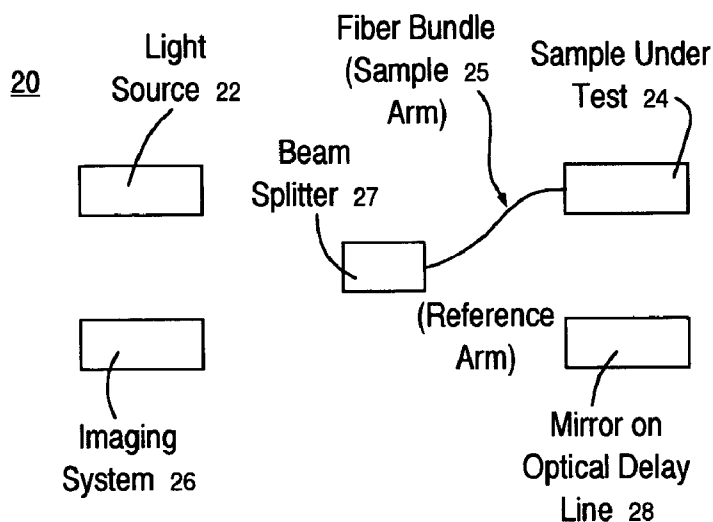 20
Light
Source 22
Fiber Bundle
(Sample 25
Arm)
Sample Under
Test 24
Beam
Splitter 27
(Reference
Arm)
Imaging
System 26
Mirror on
Optical Delay
Line 28